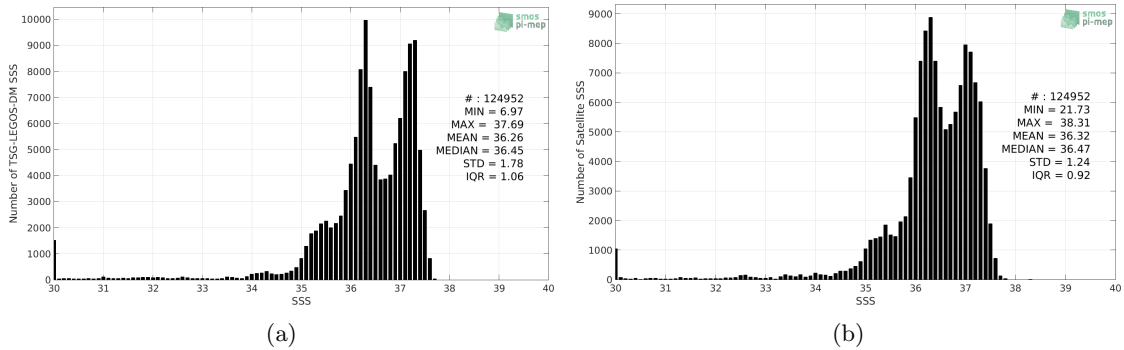 10000
9000
8000
7000
6000
5000
4000
3000
2000
1000
0
Number of TSG-LEGOS-DM SSS
smos
pi-mep
# : 124952
MIN = 6.97
MAX = 37.69
MEAN = 36.26
MEDIAN = 36.45
STD = 1.78
IQR = 1.06
30 31 32 33 34 35 36 37 38 39 40
SSS
(a)
9000
8000
7000
6000
5000
4000
3000
2000
1000
0
Number of Satellite SSS
smos
pi-mep
# : 124952
MIN = 21.73
MAX = 38.31
MEAN = 36.32
MEDIAN = 36.47
STD = 1.24
IQR = 0.92
30 31 32 33 34 35 36 37 38 39 40
SSS
(b)